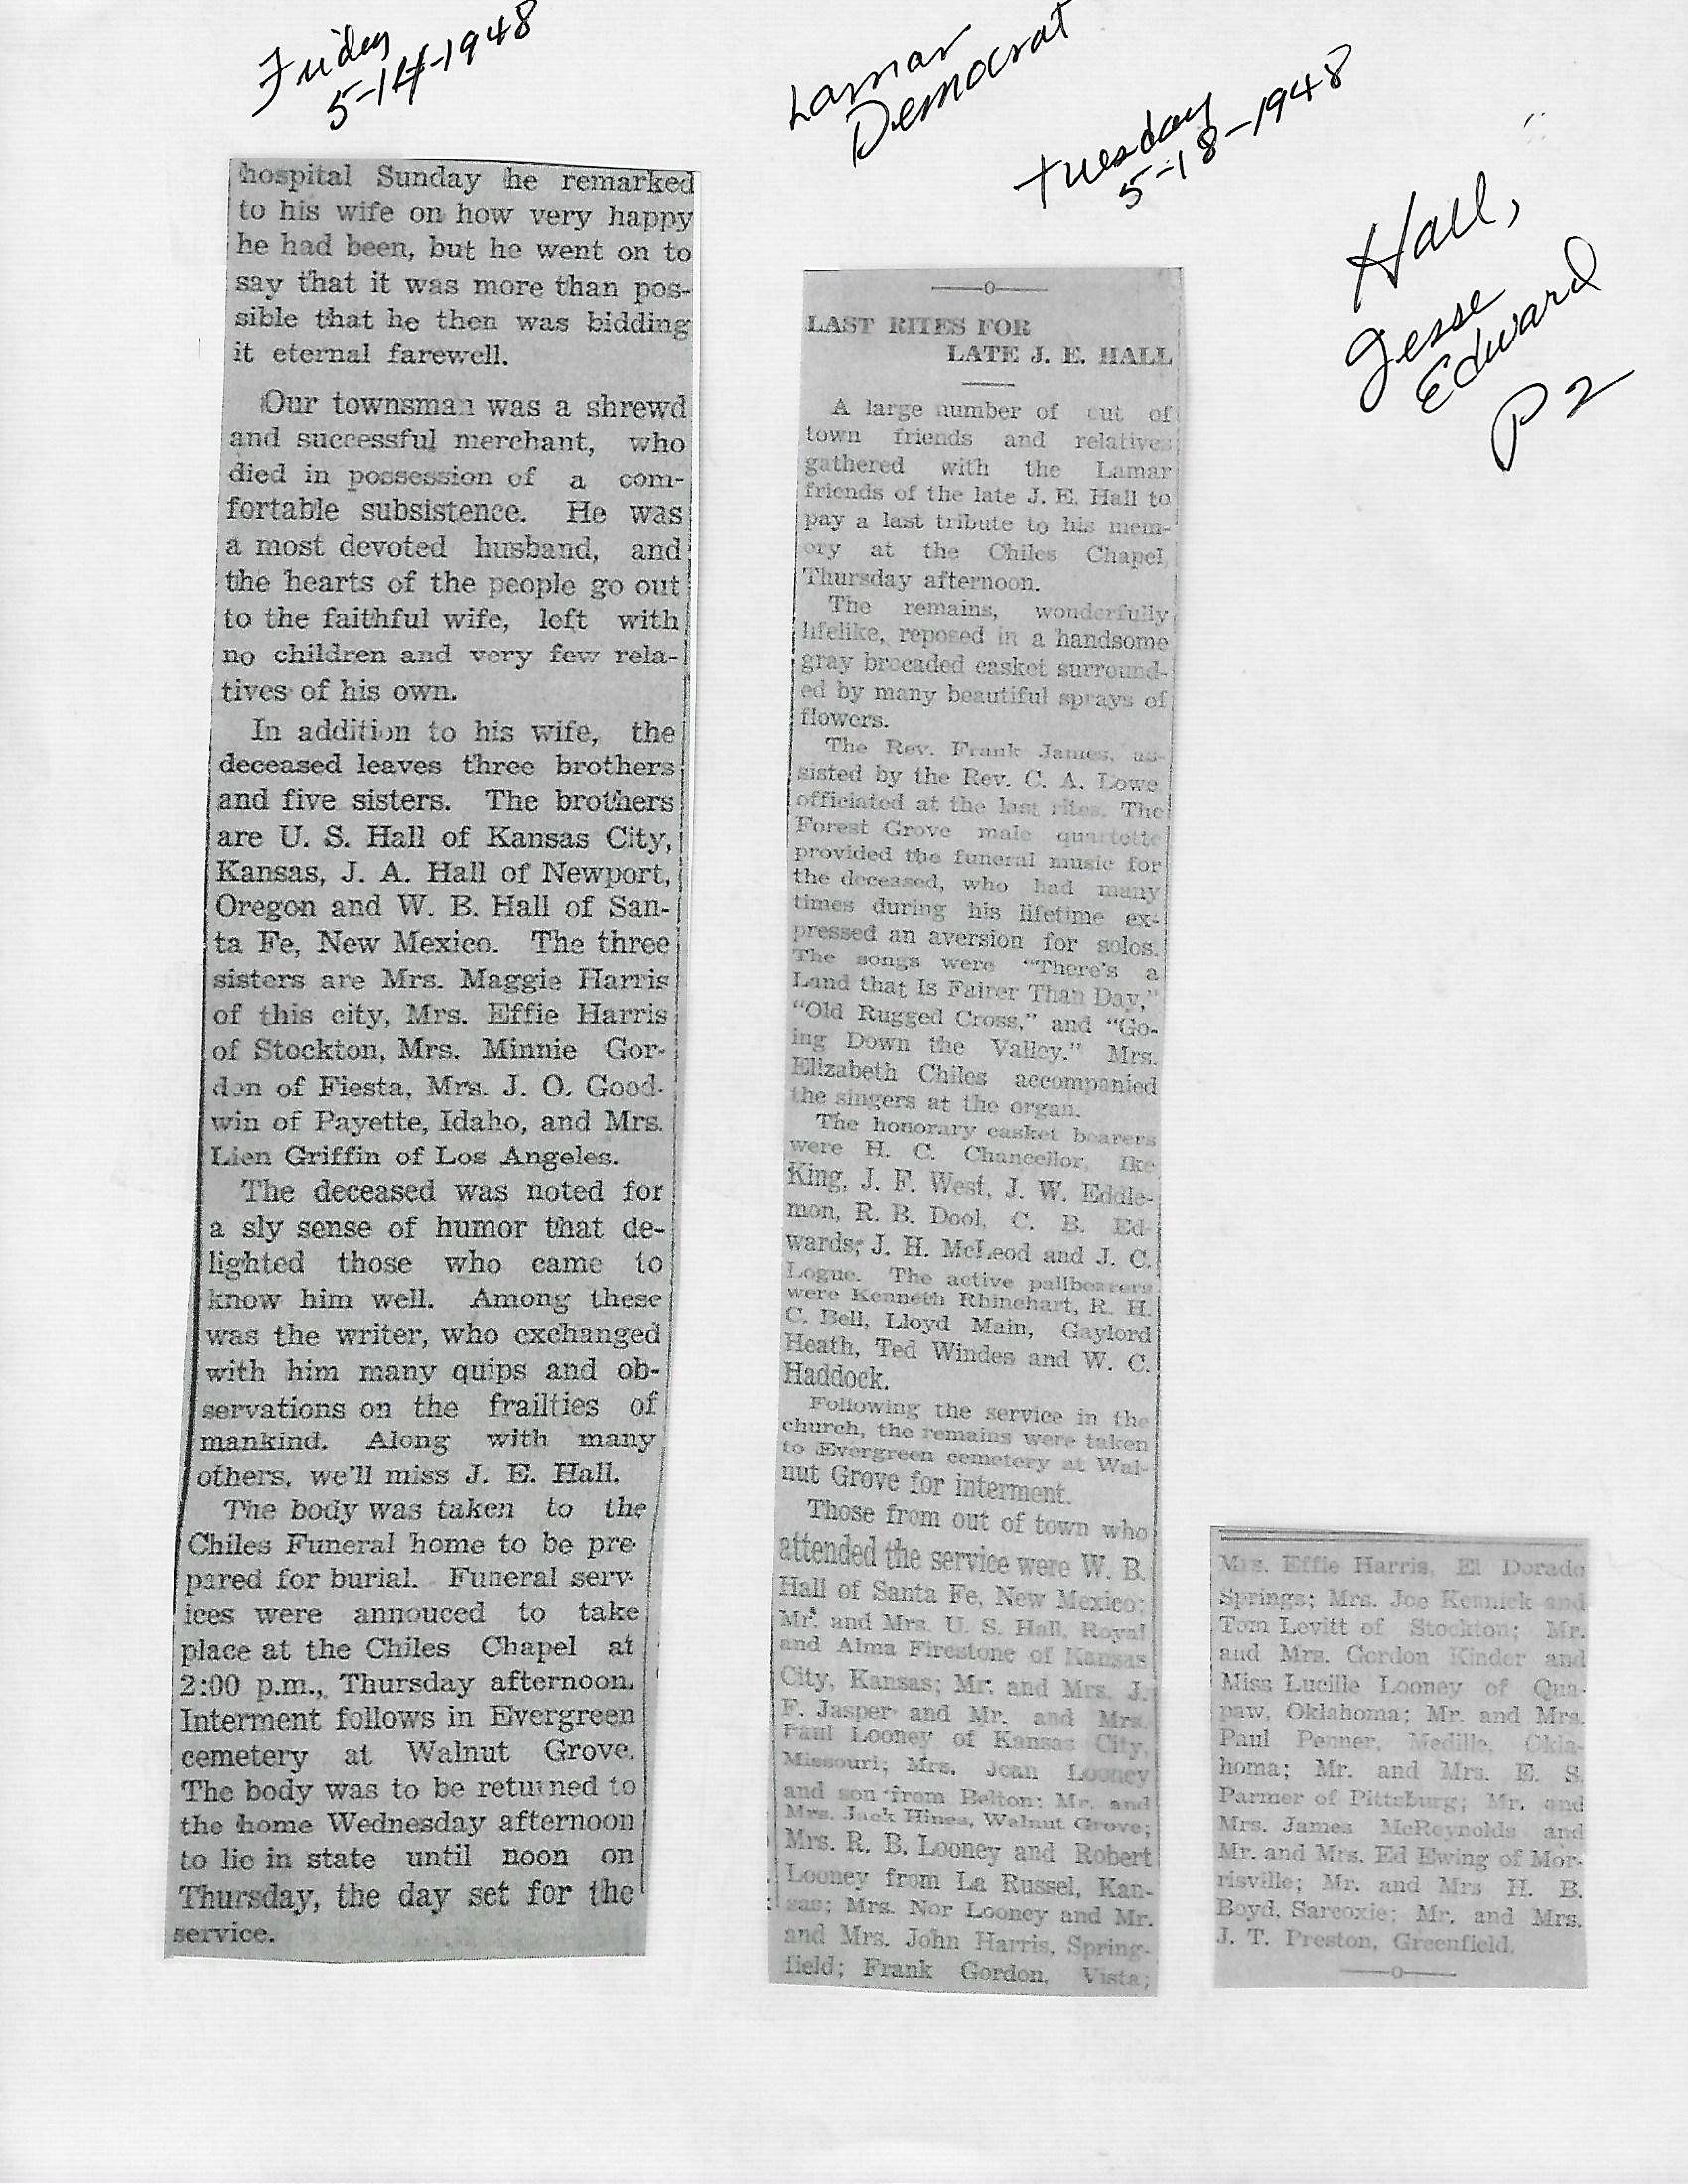 Friday
5-14-1948
Lamar
Democrat
Tuesday
5-18-1948
Hall,
Jesse
Edward
P2
hospital Sunday he remarked
to his wife on how very happy
he had been, but he went on to
say that it was more than pos-
sible that he then was bidding
it eternal farewell.
Our townsman was a shrewd
and successful merchant, who
died in possession of a com-
fortable subsistence. He was
a most devoted husband, and
the hearts of the people go out
to the faithful wife, left with
no children and very few rela-
tives of his own.
In addition to his wife, the
deceased leaves three brothers
and five sisters. The brothers
are U. S. Hall of Kansas City,
Kansas, J. A. Hall of Newport,
Oregon and W. B. Hall of San-
ta Fe, New Mexico. The three
sisters are Mrs. Maggie Harris
of this city, Mrs. Effie Harris
of Stockton, Mrs. Minnie Gor-
don of Fiesta, Mrs. J. O. Good-
win of Payette, Idaho, and Mrs.
Lien Griffin of Los Angeles.
The deceased was noted for
a sly sense of humor that de-
lighted those who came to
know him well. Among these
was the writer, who exchanged
with him many quips and ob-
servations on the frailties of
mankind. Along with many
others, we'll miss J. E. Hall.
The body was taken to the
Chiles Funeral home to be pre-
pared for burial. Funeral serv-
ices were annouced to take
place at the Chiles Chapel at
2:00 p.m., Thursday afternoon.
Interment follows in Evergreen
cemetery at Walnut Grove.
The body was to be returned to
the home Wednesday afternoon
to lie in state until noon on
Thursday, the day set for the
service.
LAST RITES FOR
LATE J. E. HALL
A large number of out of
town friends and relatives
gathered with the Lamar
friends of the late J. E. Hall to
pay a last tribute to his mem-
ory at the Chiles Chapel,
Thursday afternoon.
The remains, wonderfully
lifelike, reposed in a handsome
gray brocaded casket surround-
ed by many beautiful sprays of
flowers.
The Rev. Frank James, as-
sisted by the Rev. C. A. Lowe
officiated at the last rites. The
Forest Grove male quartette
provided the funeral music for
the deceased, who had many
times during his lifetime ex-
pressed an aversion for solos.
The songs were "There's a
Land that Is Fairer Than Day,"
"Old Rugged Cross," and "Go-
ing Down the Valley." Mrs.
Elizabeth Chiles accompanied
the singers at the organ.
The honorary casket bearers
were H. C. Chancellor, Ike
King, J. F. West, J. W. Eddle-
mon, R. B. Dool, C. B. Ed-
wards, J. H. McLeod and J. C.
Logue. The active pallbearers
were Kenneth Rhinehart, R. H.
C. Bell, Lloyd Main, Gaylord
Heath, Ted Windes and W. C.
Haddock.
Following the service in the
church, the remains were taken
to Evergreen cemetery at Wal-
nut Grove for interment.
Those from out of town who
attended the service were W. B.
Hall of Santa Fe, New Mexico;
Mr. and Mrs. U. S. Hall, Royal
and Alma Firestone of Kansas
City, Kansas; Mr. and Mrs. J.
F. Jasper and Mr. and Mrs.
Paul Looney of Kansas City,
Missouri; Mrs. Jean Looney
and son from Belton; Mr. and
Mrs. Jack Hines, Walnut Grove;
Mrs. R. B. Looney and Robert
Looney from La Russel, Kan-
sas; Mrs. Nor Looney and Mr.
and Mrs. John Harris, Spring-
field; Frank Gordon, Vista;
Mrs. Effie Harris, El Dorado
Springs; Mrs. Joe Kennick and
Tom Levitt of Stockton; Mr.
and Mrs. Gordon Kinder and
Miss Lucille Looney of Qua-
paw, Oklahoma; Mr. and Mrs.
Paul Penner, Medille, Okla-
homa; Mr. and Mrs. E. S.
Parmer of Pittsburg; Mr. and
Mrs. James McReynolds and
Mr. and Mrs. Ed Ewing of Mor-
risville; Mr. and Mrs H. B.
Boyd, Sarcoxie; Mr. and Mrs.
J. T. Preston, Greenfield.